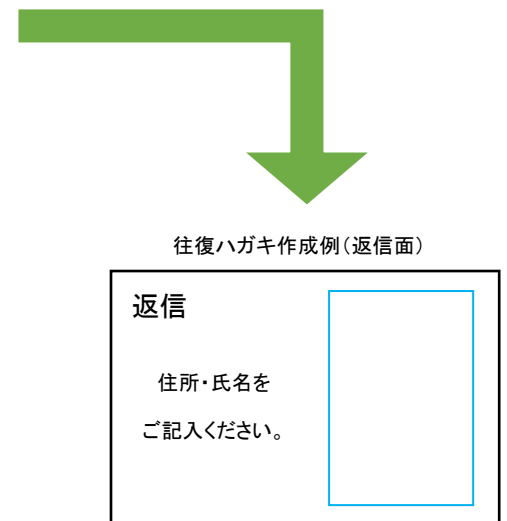 往復ハガキ作成例（返信面）
返信
住所・氏名を
ご記入ください。